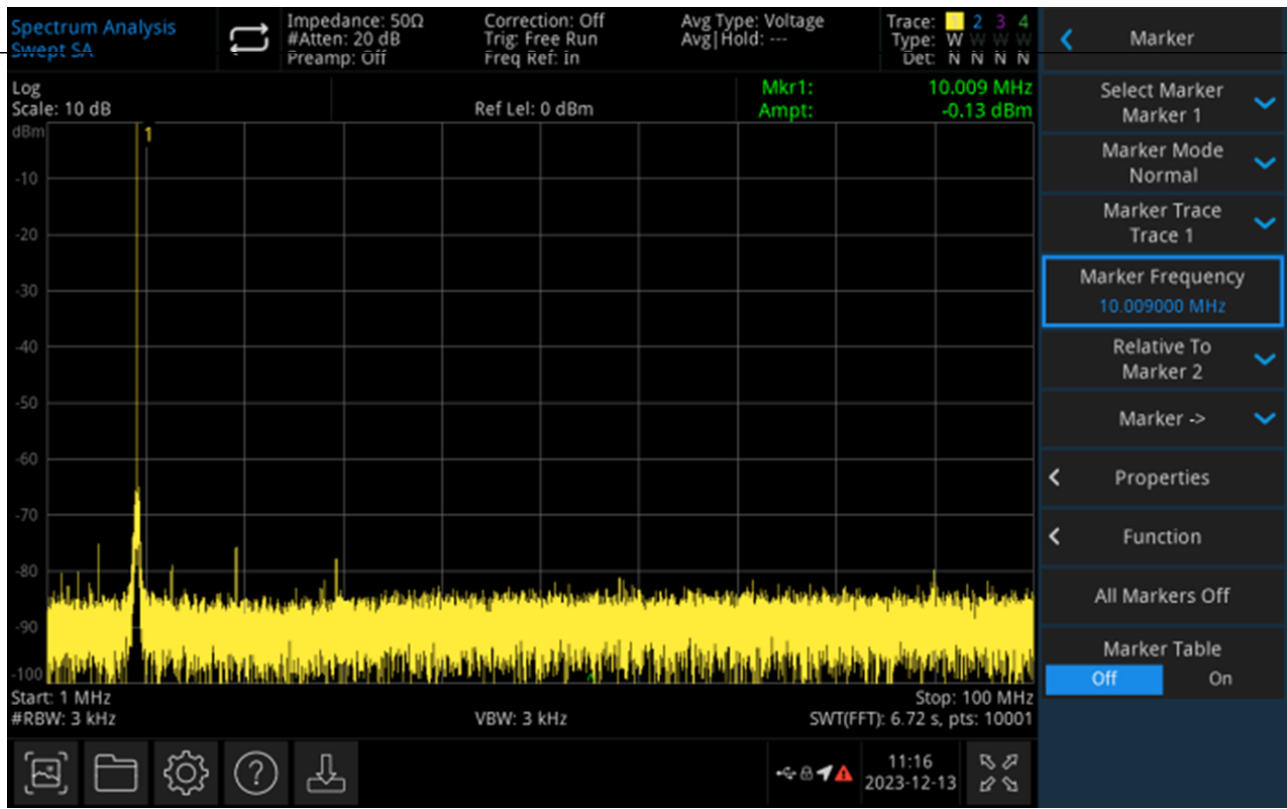 Spectrum Analysis
Swept SA
Impedance: 50Ω
#Atten: 20 dB
Preamp: Off
Correction: Off
Trig: Free Run
Freq Ref: In
Avg Type: Voltage
Avg|Hold: ---
Trace: 1 2 3 4
Type: W W W W
Det: N N N N
Log
Scale: 10 dB
Ref Lel: 0 dBm
Mkr1: 10.009 MHz
Ampt: -0.13 dBm
dBm
1
-10
-20
-30
-40
-50
-60
-70
-80
-90
-100
Start: 1 MHz
Stop: 100 MHz
#RBW: 3 kHz
VBW: 3 kHz
SWT(FFT): 6.72 s, pts: 10001
11:16
2023-12-13
Marker
Select Marker
Marker 1
Marker Mode
Normal
Marker Trace
Trace 1
Marker Frequency
10.009000 MHz
Relative To
Marker 2
Marker ->
Properties
Function
All Markers Off
Marker Table
Off On